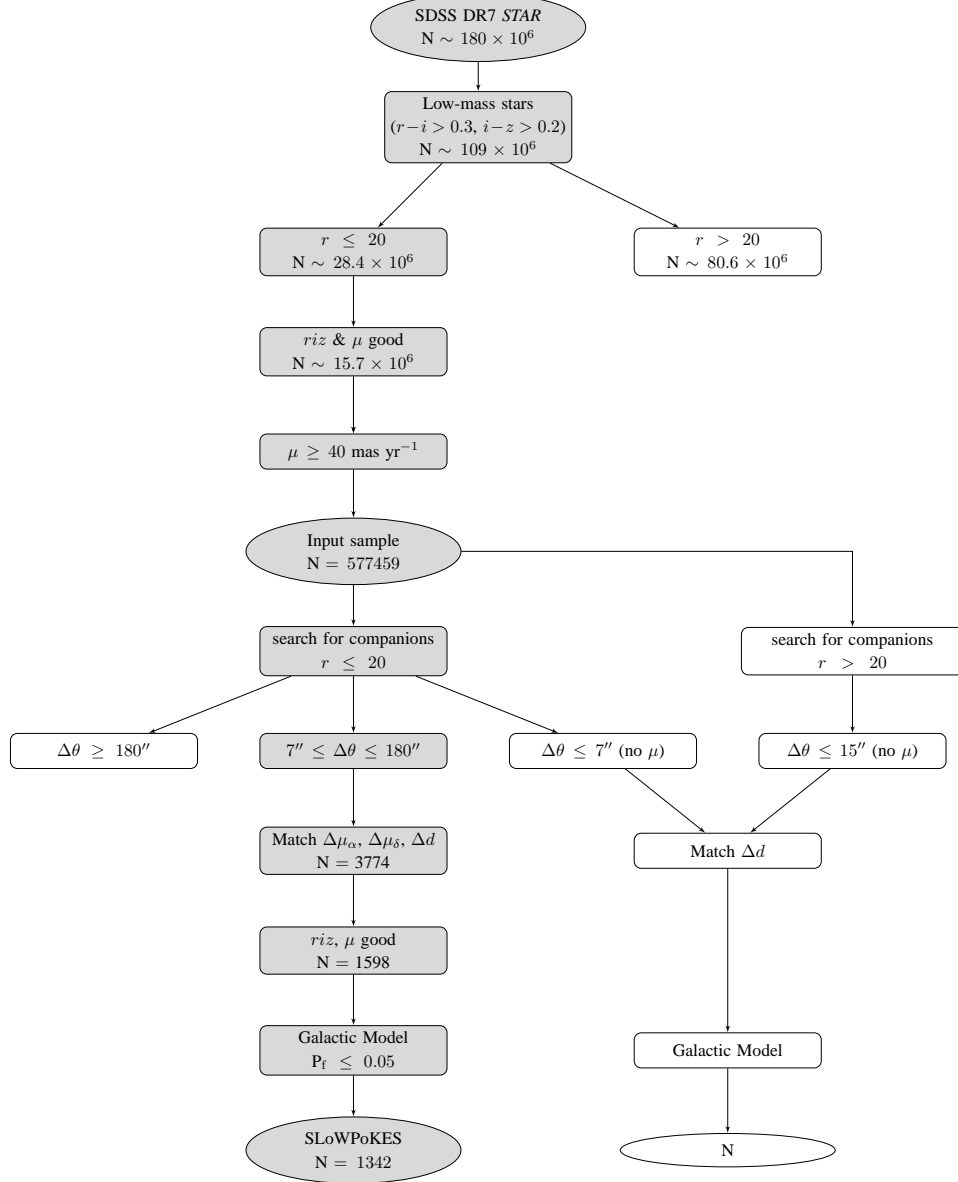 SDSS DR7 STAR
N ∼ 180 × 10⁶
Low-mass stars
(r−i > 0.3, i−z > 0.2)
N ∼ 109 × 10⁶
r ≤ 20
N ∼ 28.4 × 10⁶
r > 20
N ∼ 80.6 × 10⁶
riz & μ good
N ∼ 15.7 × 10⁶
μ ≥ 40 mas yr⁻¹
Input sample
N = 577459
search for companions
r ≤ 20
search for companions
r > 20
Δθ ≥ 180″
7″ ≤ Δθ ≤ 180″
Δθ ≤ 7″ (no μ)
Δθ ≤ 15″ (no μ)
Match Δμα, Δμδ, Δd
N = 3774
Match Δd
riz, μ good
N = 1598
Galactic Model
Pf ≤ 0.05
Galactic Model
SLoWPoKES
N = 1342
N